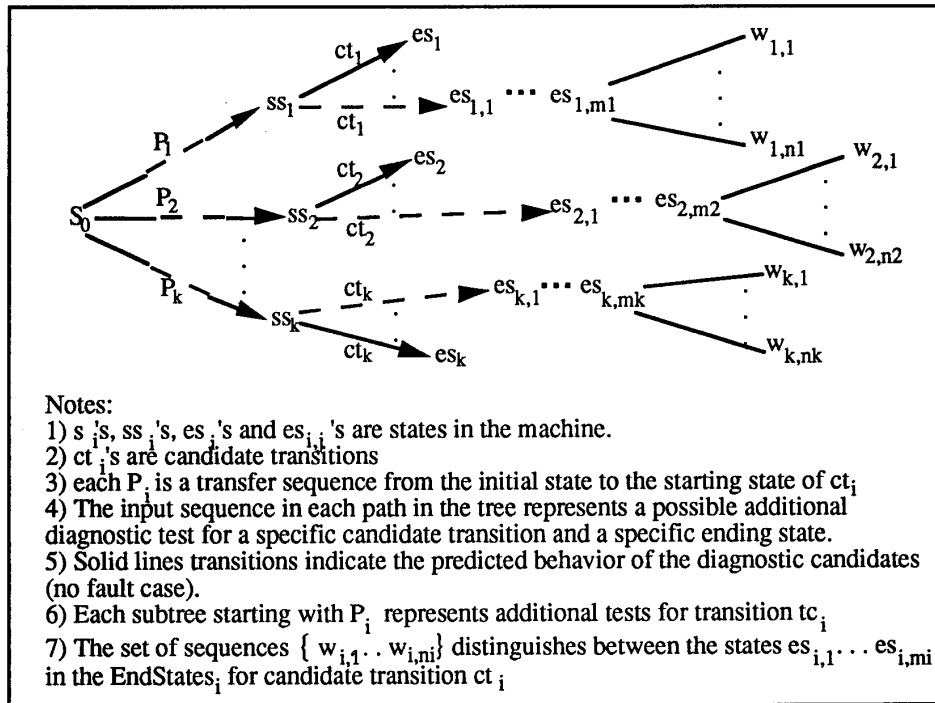 ct1 es1
w1,1
ss1 ct1 es1,1 ... es1,m1
P1
w1,n1
ct2 es2
w2,1
S0 P2 ss2 ct2 es2,1 ... es2,m2
w2,n2
Pk ssk ctk esk,1 ... esk,mk
wk,1
ctk esk
wk,nk
Notes:
1) s i's, ss i's, es i's and es i,j 's are states in the machine.
2) ct i's are candidate transitions
3) each Pi is a transfer sequence from the initial state to the starting state of cti
4) The input sequence in each path in the tree represents a possible additional
diagnostic test for a specific candidate transition and a specific ending state.
5) Solid lines transitions indicate the predicted behavior of the diagnostic candidates
(no fault case).
6) Each subtree starting with Pi represents additional tests for transition tci
7) The set of sequences { wi,1 . . wi,ni} distinguishes between the states esi,1 . . . esi,mi
in the EndStatesi for candidate transition ct i